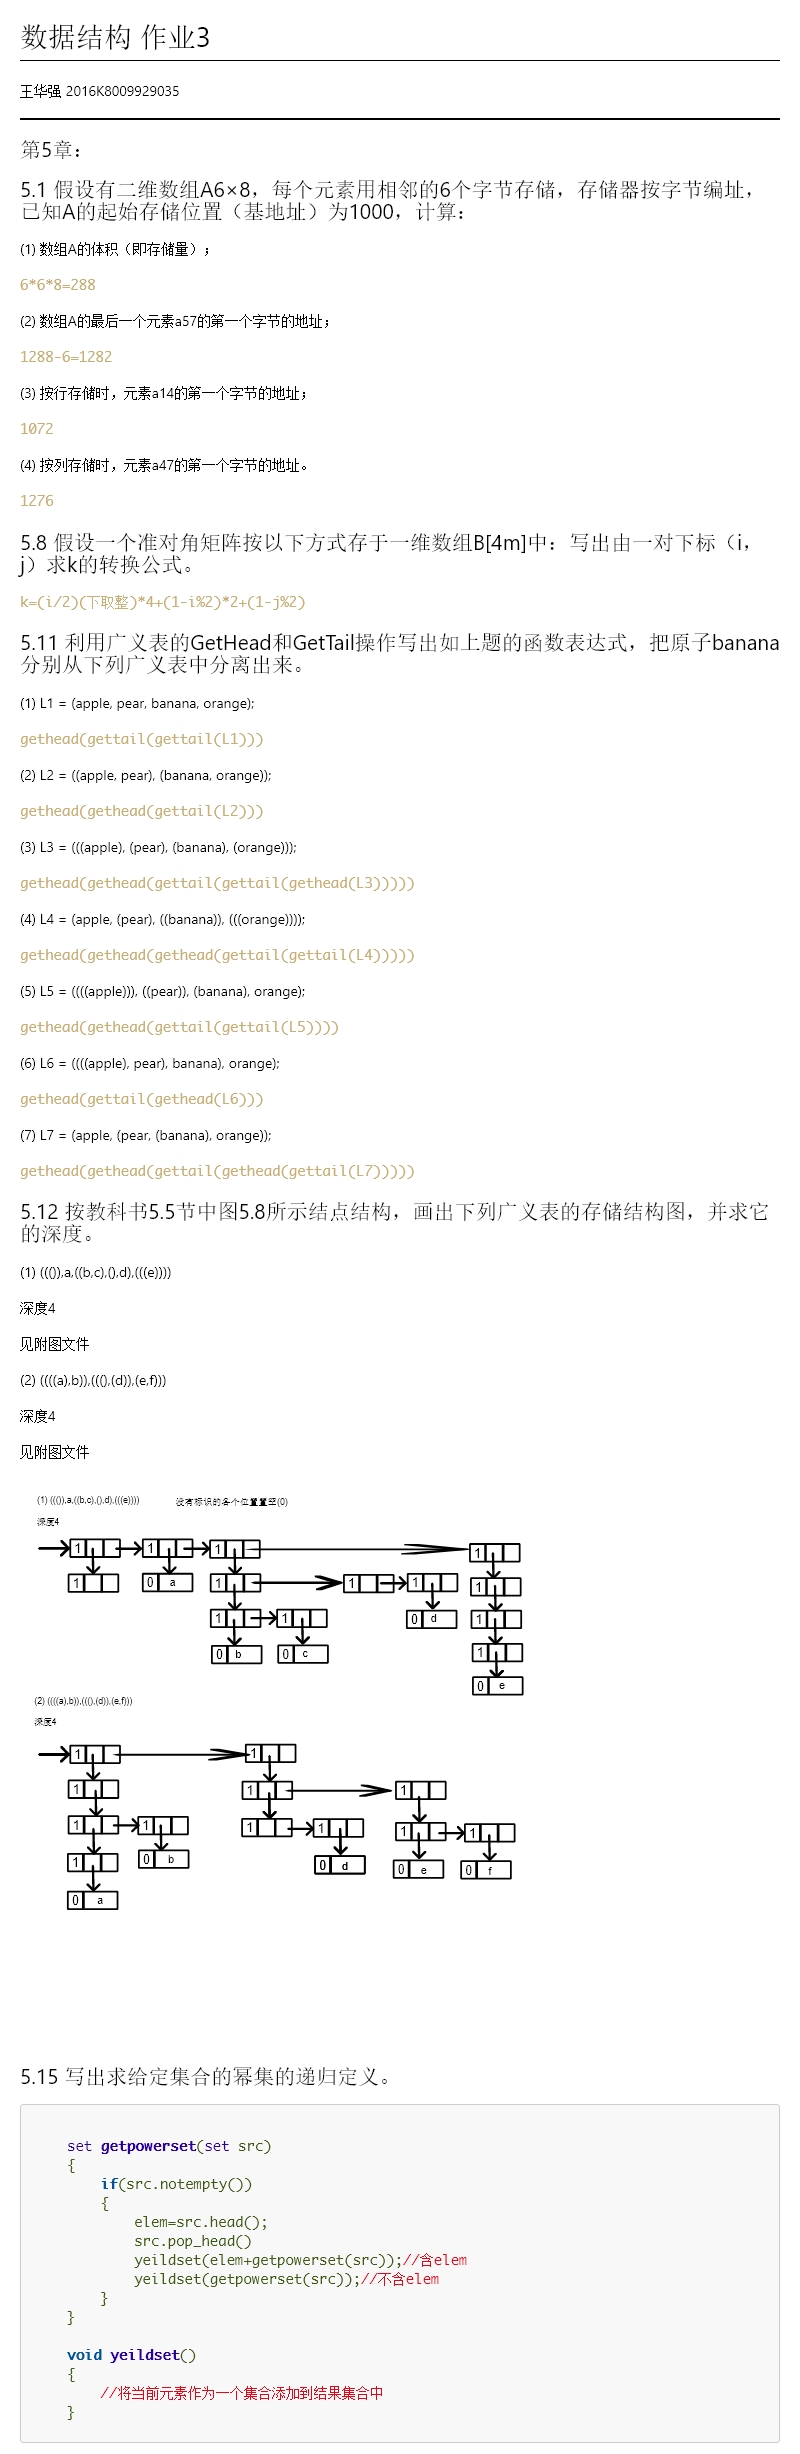 数据结构 作业3
王华强 2016K8009929035
第5章：
5.1 假设有二维数组A6×8，每个元素用相邻的6个字节存储，存储器按字节编址，
已知A的起始存储位置（基地址）为1000，计算：
(1) 数组A的体积（即存储量）；
6*6*8=288
(2) 数组A的最后一个元素a57的第一个字节的地址；
1288-6=1282
(3) 按行存储时，元素a14的第一个字节的地址；
1072
(4) 按列存储时，元素a47的第一个字节的地址。
1276
5.8 假设一个准对角矩阵按以下方式存于一维数组B[4m]中：写出由一对下标（i，
j）求k的转换公式。
k=(i/2)(下取整)*4+(1-i%2)*2+(1-j%2)
5.11 利用广义表的GetHead和GetTail操作写出如上题的函数表达式，把原子banana
分别从下列广义表中分离出来。
(1) L1 = (apple, pear, banana, orange);
gethead(gettail(gettail(L1)))
(2) L2 = ((apple, pear), (banana, orange));
gethead(gethead(gettail(L2)))
(3) L3 = (((apple), (pear), (banana), (orange)));
gethead(gethead(gettail(gettail(gethead(L3)))))
(4) L4 = (apple, (pear), ((banana)), (((orange))));
gethead(gethead(gethead(gettail(gettail(L4)))))
(5) L5 = ((((apple))), ((pear)), (banana), orange);
gethead(gethead(gettail(gettail(L5))))
(6) L6 = ((((apple), pear), banana), orange);
gethead(gettail(gethead(L6)))
(7) L7 = (apple, (pear, (banana), orange));
gethead(gethead(gettail(gethead(gettail(L7)))))
5.12 按教科书5.5节中图5.8所示结点结构，画出下列广义表的存储结构图，并求它
的深度。
(1) ((()),a,((b,c),(),d),(((e))))
深度4
见附图文件
(2) ((((a),b)),(((),(d)),(e,f)))
深度4
见附图文件
(1) ((()),a,((b,c),(),d),(((e)))) 没有标识的各个位置置空(0)
深度4
1 1 1 1
1 0 a 1 1 1 1
1 1 0 d 1
0 b 0 c 1
0 e
(2) ((((a),b)),(((),(d)),(e,f)))
深度4
1 1
1 1 1
1 1 1 1 1 1
1 0 b 0 d 0 e 0 f
0 a
5.15 写出求给定集合的幂集的递归定义。
set getpowerset(set src)
{
if(src.notempty())
{
elem=src.head();
src.pop_head()
yeildset(elem+getpowerset(src));//含elem
yeildset(getpowerset(src));//不含elem
}
}
void yeildset()
{
//将当前元素作为一个集合添加到结果集合中
}